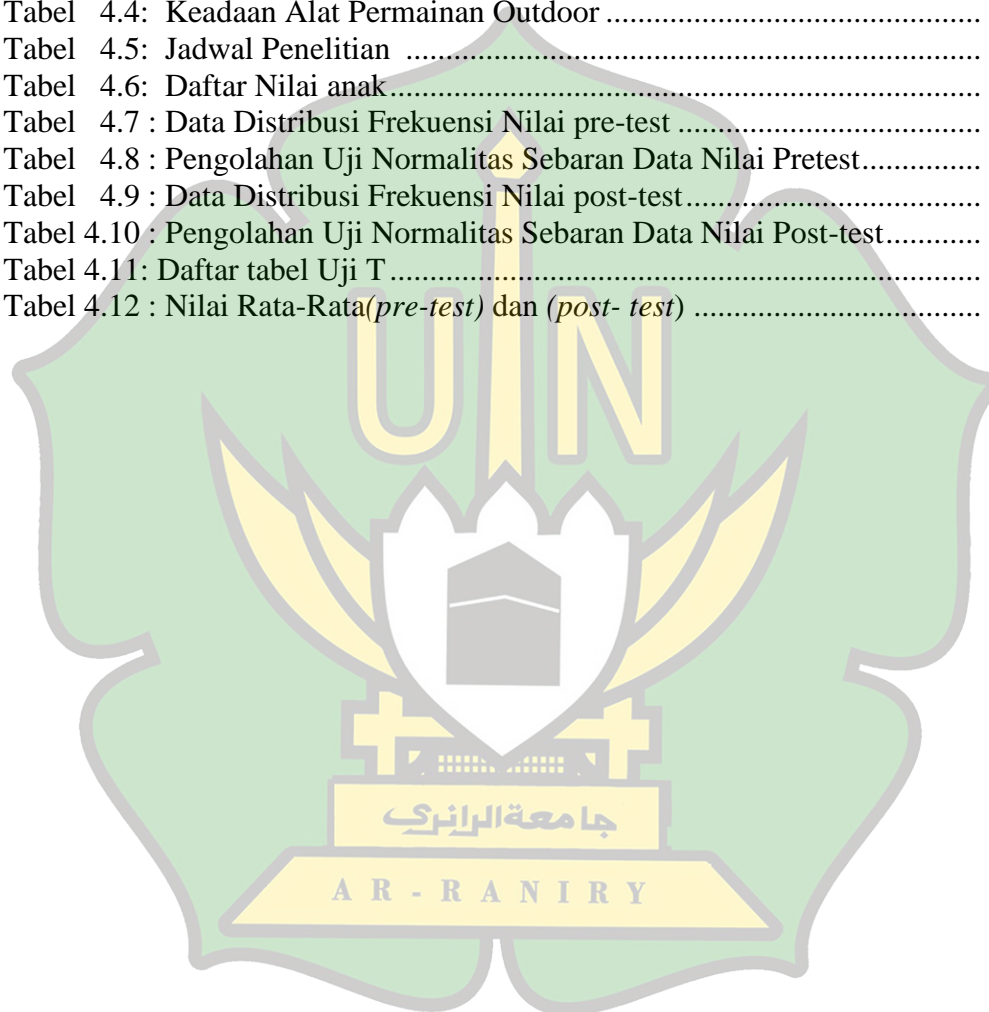 Tabel 4.4: Keadaan Alat Permainan Outdoor ....................................
Tabel 4.5: Jadwal Penelitian .......................................................
Tabel 4.6: Daftar Nilai anak.........................................................
Tabel 4.7 : Data Distribusi Frekuensi Nilai pre-test .............................
Tabel 4.8 : Pengolahan Uji Normalitas Sebaran Data Nilai Pretest.............
Tabel 4.9 : Data Distribusi Frekuensi Nilai post-test............................
Tabel 4.10 : Pengolahan Uji Normalitas Sebaran Data Nilai Post-test...........
Tabel 4.11: Daftar tabel Uji T.......................................................
Tabel 4.12 : Nilai Rata-Rata(pre-test) dan (post- test) ...........................
UIN
جامعة الرانري
AR-RANIRY